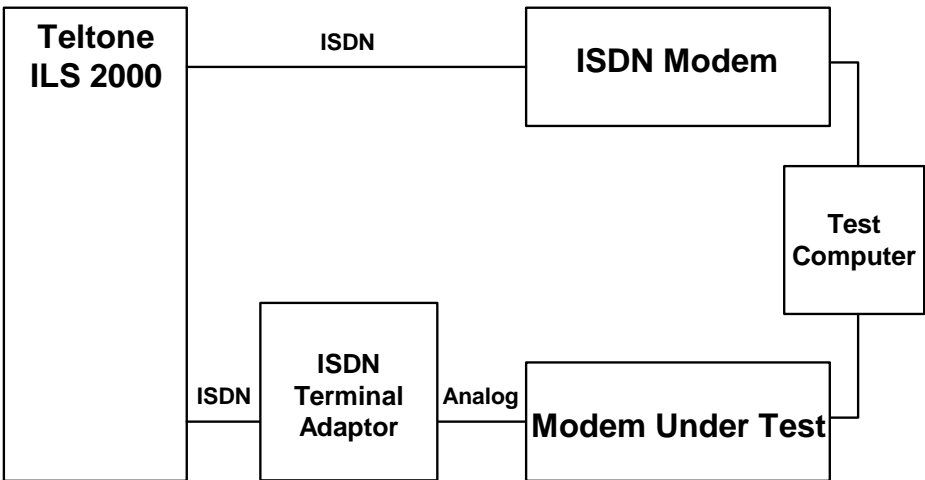 Teltone
ILS 2000
ISDN
ISDN Modem
Test
Computer
ISDN
ISDN
Terminal
Adaptor
Analog
Modem Under Test